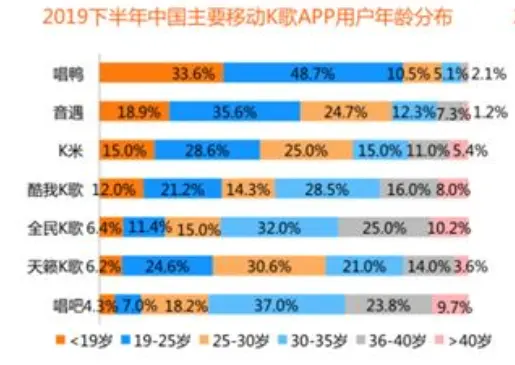 2019下半年中国主要移动K歌APP用户年龄分布
唱鸭 33.6% 48.7% 10.5% 5.1% 2.1%
音遇 18.9% 35.6% 24.7% 12.3% 7.3% 1.2%
K米 15.0% 28.6% 25.0% 15.0% 11.0% 5.4%
酷我K歌 12.0% 21.2% 14.3% 28.5% 16.0% 8.0%
全民K歌 6.4% 11.4% 15.0% 32.0% 25.0% 10.2%
天籁K歌 6.2% 24.6% 30.6% 21.0% 14.0% 3.6%
唱吧 4.3% 7.0% 18.2% 37.0% 23.8% 9.7%
<19岁 19-25岁 25-30岁 30-35岁 36-40岁 >40岁